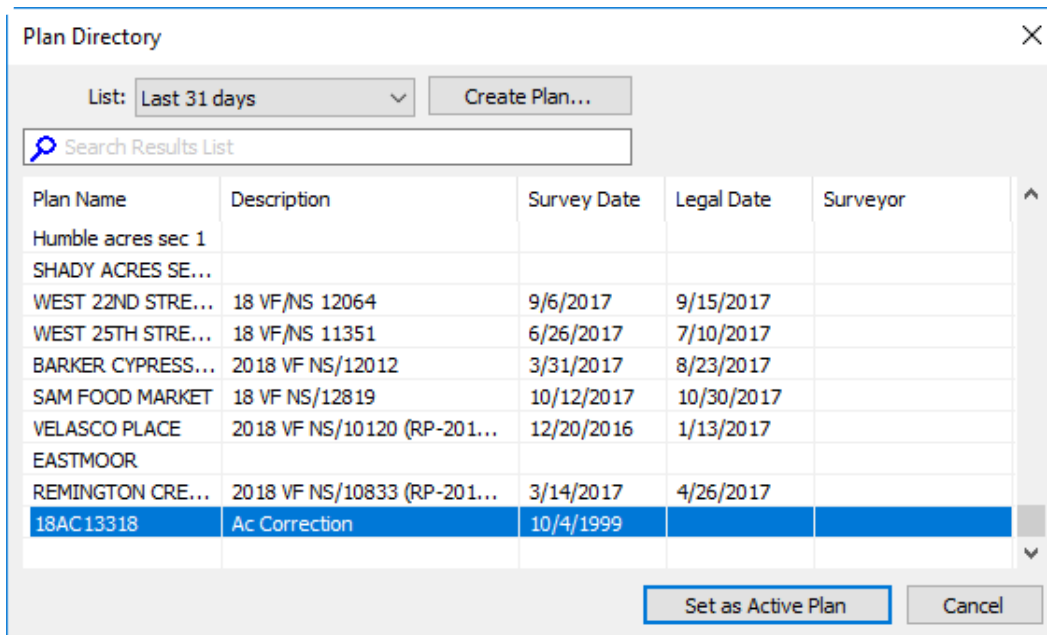 Plan Directory
List: Last 31 days Create Plan...
Search Results List
Plan Name Description Survey Date Legal Date Surveyor
Humble acres sec 1
SHADY ACRES SE...
WEST 22ND STRE... 18 VF/NS 12064 9/6/2017 9/15/2017
WEST 25TH STRE... 18 VF/NS 11351 6/26/2017 7/10/2017
BARKER CYPRESS... 2018 VF NS/12012 3/31/2017 8/23/2017
SAM FOOD MARKET 18 VF NS/12819 10/12/2017 10/30/2017
VELASCO PLACE 2018 VF NS/10120 (RP-201... 12/20/2016 1/13/2017
EASTMOOR
REMINGTON CRE... 2018 VF NS/10833 (RP-201... 3/14/2017 4/26/2017
18AC13318 Ac Correction 10/4/1999
Set as Active Plan Cancel